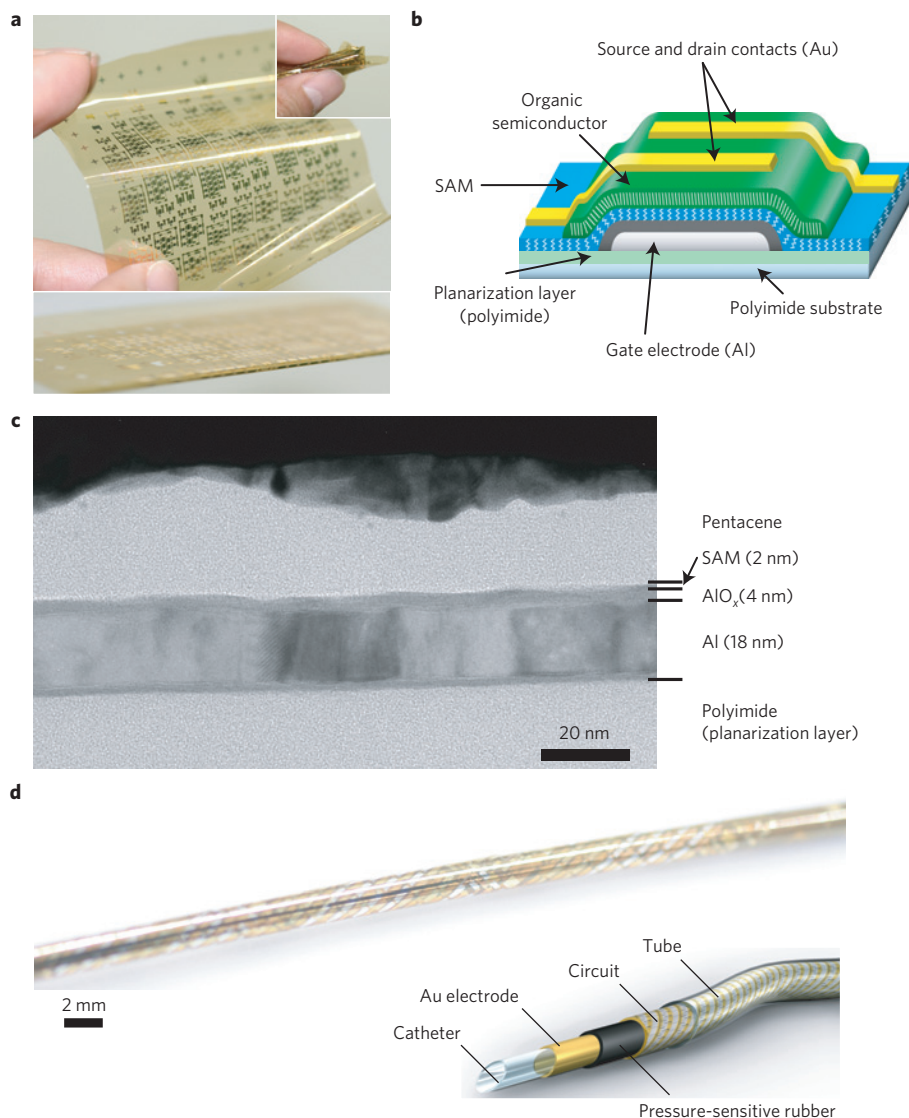 a
b
Source and drain contacts (Au)
Organic
semiconductor
SAM
Planarization layer
(polyimide)
Polyimide substrate
Gate electrode (Al)
c
Pentacene
SAM (2 nm)
AlOx(4 nm)
Al (18 nm)
Polyimide
(planarization layer)
20 nm
d
2 mm
Tube
Circuit
Au electrode
Catheter
Pressure-sensitive rubber